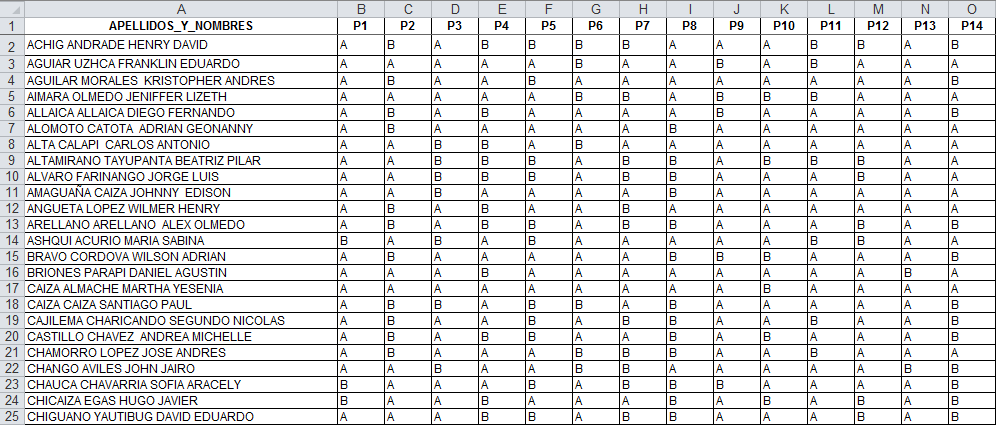 A B C D E F G H I J K L M N O
1 APELLIDOS_Y_NOMBRES P1 P2 P3 P4 P5 P6 P7 P8 P9 P10 P11 P12 P13 P14
2 ACHIG ANDRADE HENRY DAVID A B A B B B B A A A B B A B
3 AGUIAR UZHCA FRANKLIN EDUARDO A A A A A B A A B A B A A A
4 AGUILAR MORALES KRISTOPHER ANDRES A B A A B A A A A A A A A B
5 AIMARA OLMEDO JENIFFER LIZETH A A A A A B B A B B B A A A
6 ALLAICA ALLAICA DIEGO FERNANDO A B A B A A A A B A A A A B
7 ALOMOTO CATOTA ADRIAN GEONANNY A B A A A A A B A A A A A A
8 ALTA CALAPI CARLOS ANTONIO A A B B A B A A A A A A A A
9 ALTAMIRANO TAYUPANTA BEATRIZ PILAR A A B B B A B B A B B B A A
10 ALVARO FARINANGO JORGE LUIS A A B B B A B B A A A B A A
11 AMAGUAÑA CAIZA JOHNNY EDISON A A B A A A A B A A A A A A
12 ANGUETA LOPEZ WILMER HENRY A B A B A A B A A A A A A A
13 ARELLANO ARELLANO ALEX OLMEDO A B A B B A B B A A A B A B
14 ASHQUI ACURIO MARIA SABINA B A B A B A A A A A B B A A
15 BRAVO CORDOVA WILSON ADRIAN A B A A A A A B B B A A A B
16 BRIONES PARAPI DANIEL AGUSTIN A A A B A A A A A A A A B A
17 CAIZA ALMACHE MARTHA YESENIA A A A A A A A A A B A A A A
18 CAIZA CAIZA SANTIAGO PAUL A B B A B B A B A A A A A B
19 CAJILEMA CHARICANDO SEGUNDO NICOLAS A B A A B A B B A A B A A B
20 CASTILLO CHAVEZ ANDREA MICHELLE A B A B B A A B A B A A A B
21 CHAMORRO LOPEZ JOSE ANDRES A B A A A B B B A A B A A A
22 CHANGO AVILES JOHN JAIRO A A B A A B B A A A A A B B
23 CHAUCA CHAVARRIA SOFIA ARACELY B A A A B A B B B A A A A B
24 CHICAIZA EGAS HUGO JAVIER B A A B A A A B A B A B A B
25 CHIGUANO YAUTIBUG DAVID EDUARDO A A A B B A B B A A A B A B